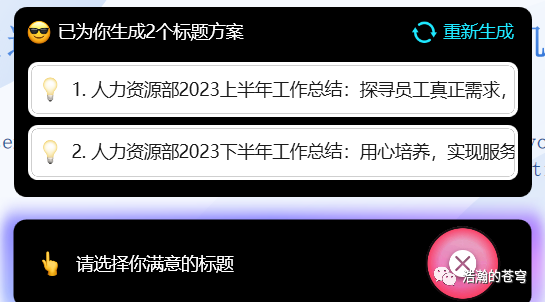 已为你生成2个标题方案
重新生成
1. 人力资源部2023上半年工作总结：探寻员工真正需求，
2. 人力资源部2023下半年工作总结：用心培养，实现服务
请选择你满意的标题
浩瀚的苍穹